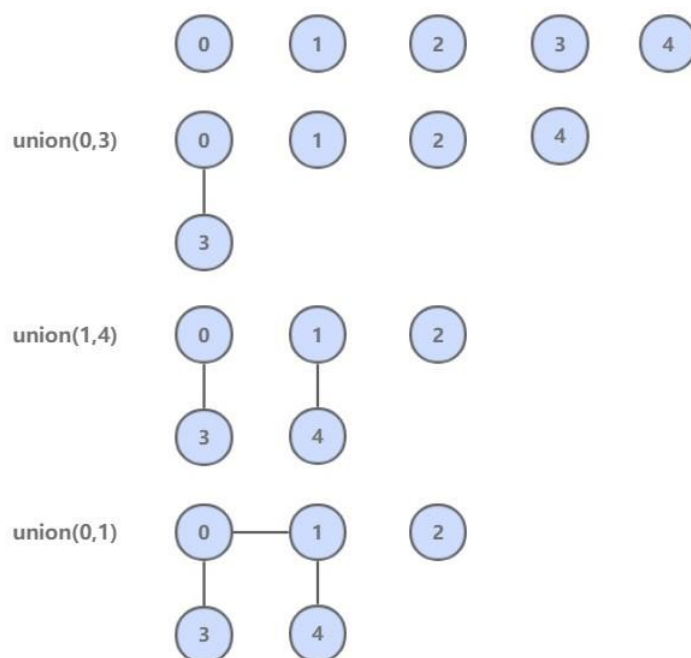 0 1 2 3 4
union(0,3) 0 1 2 4
3
union(1,4) 0 1 2
3 4
union(0,1) 0 1 2
3 4